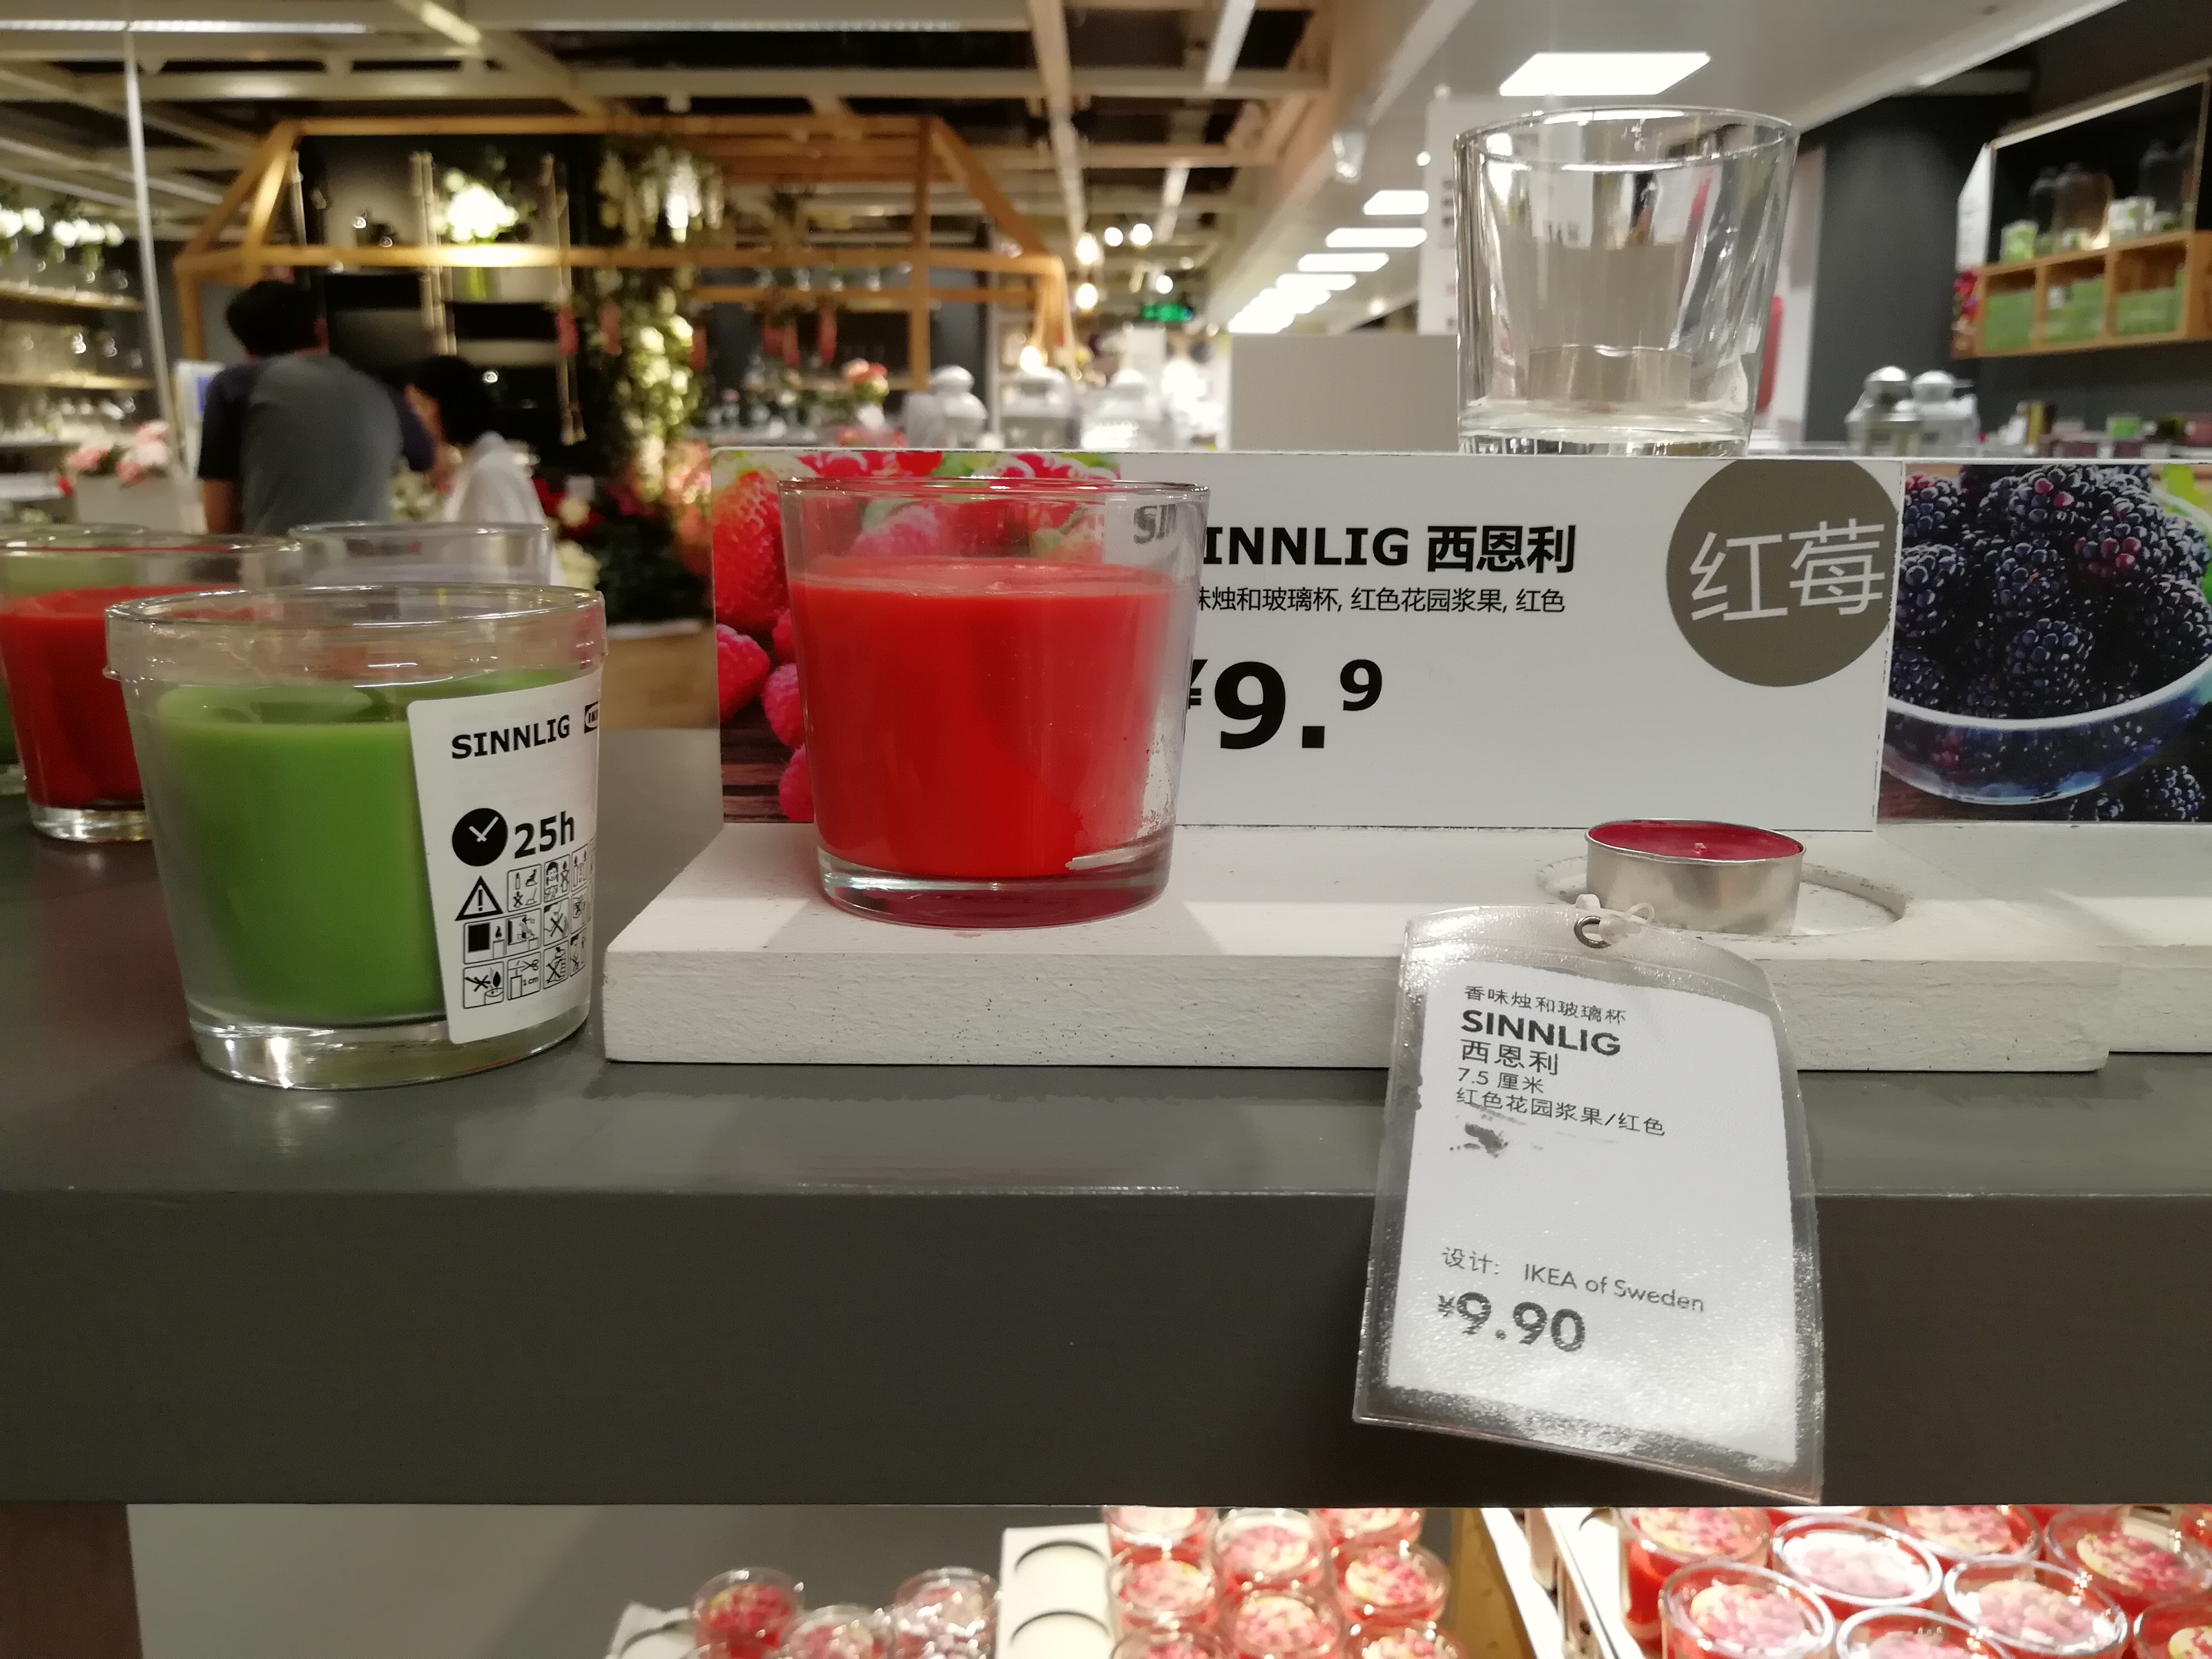 SINNLIG
25h
1cm
INNLIG 西恩利
味烛和玻璃杯, 红色花园浆果, 红色
¥9.9
红莓
香味烛和玻璃杯
SINNLIG
西恩利
7.5 厘米
红色花园浆果/红色
设计: IKEA of Sweden
¥9.90